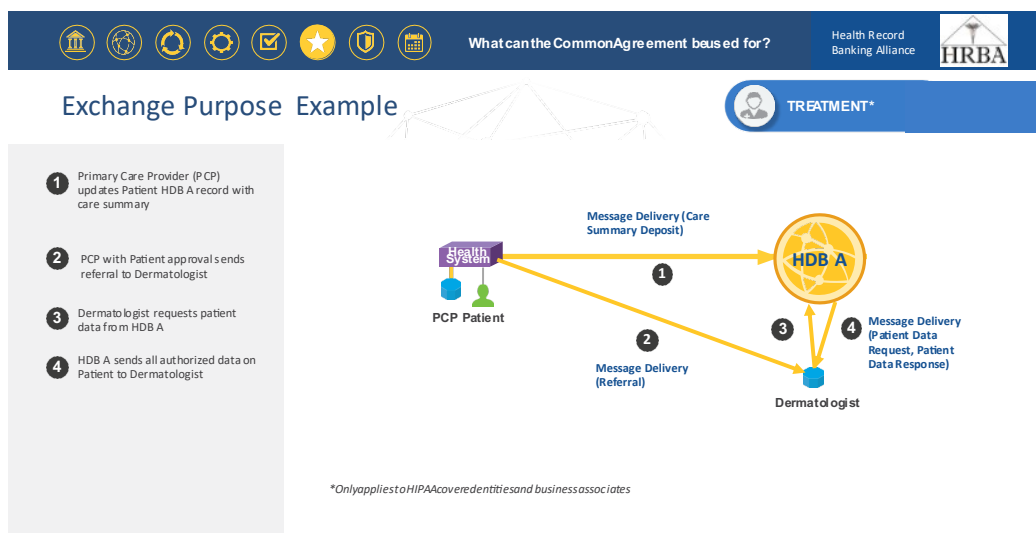 What can the Common Agreement be used for?
Health Record
Banking Alliance
HRBA
Exchange Purpose Example
TREATMENT*
1 Primary Care Provider (PCP)
updates Patient HDB A record with
care summary
2 PCP with Patient approval sends
referral to Dermatologist
3 Dermatologist requests patient
data from HDB A
4 HDB A sends all authorized data on
Patient to Dermatologist
Message Delivery (Care
Summary Deposit)
Health
System
HDB A
1
PCP Patient
2
3
4
Message Delivery
(Patient Data
Request, Patient
Data Response)
Message Delivery
(Referral)
Dermatologist
*Only applies to HIPAA covered entities and business associates